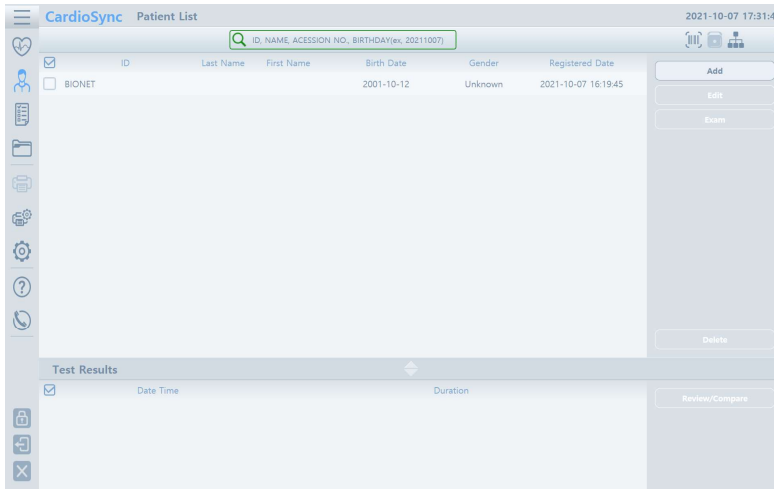 CardioSync Patient List 2021-10-07 17:31:4
ID, NAME, ACESSION NO., BIRTHDAY(ex, 20211007)
ID Last Name First Name Birth Date Gender Registered Date
Add
BIONET 2001-10-12 Unknown 2021-10-07 16:19:45
Edit
Exam
Delete
Test Results
Date Time Duration
Review/Compare